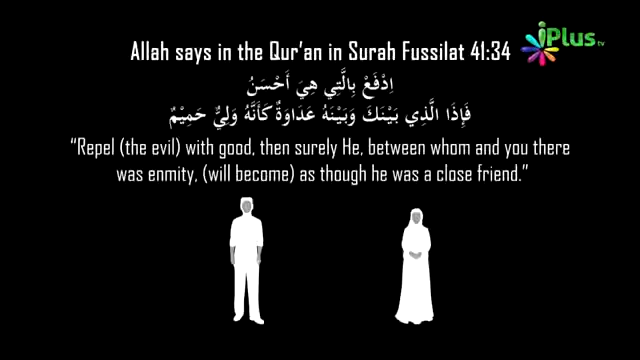 Allah says in the Qur'an in Surah Fussilat 41:34
iPlus tv
اِدْفَعْ بِالَّتِي هِيَ أَحْسَنُ
فَإِذَا الَّذِي بَيْنَكَ وَبَيْنَهُ عَدَاوَةٌ كَأَنَّهُ وَلِيٌّ حَمِيْمٌ
“Repel (the evil) with good, then surely He, between whom and you there
was enmity, (will become) as though he was a close friend.”